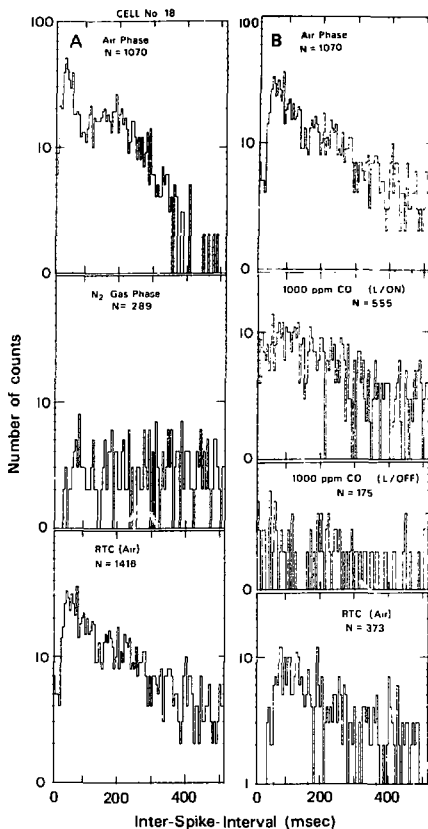 CELL No 18
A
Air Phase
N = 1070
100
10
0
N₂ Gas Phase
N= 289
10
0
RTC (Air)
N = 1418
10
0
0
200
400
B
Air Phase
N = 1070
100
10
0
1000 ppm CO (L/ON)
N = 555
10
0
1000 ppm CO (L/OFF)
N = 175
10
0
RTC (Air)
N = 373
10
1
0
200
400
Number of counts
Inter-Spike-Interval (msec)